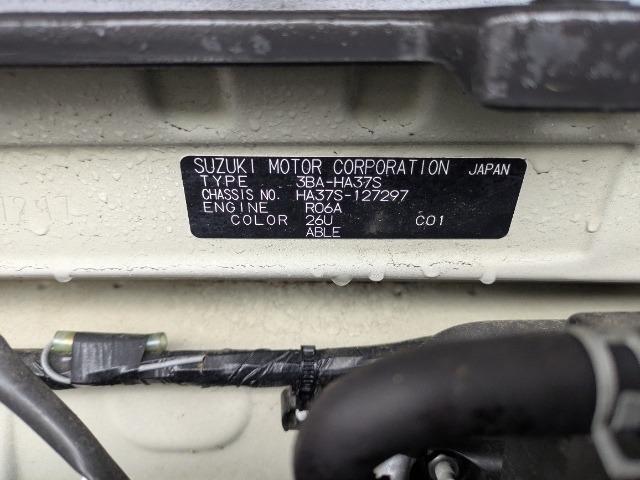 SUZUKI MOTOR CORPORATION JAPAN
TYPE 3BA-HA37S
CHASSIS NO. HA37S-127297
ENGINE R06A
COLOR 26U C01
ABLE